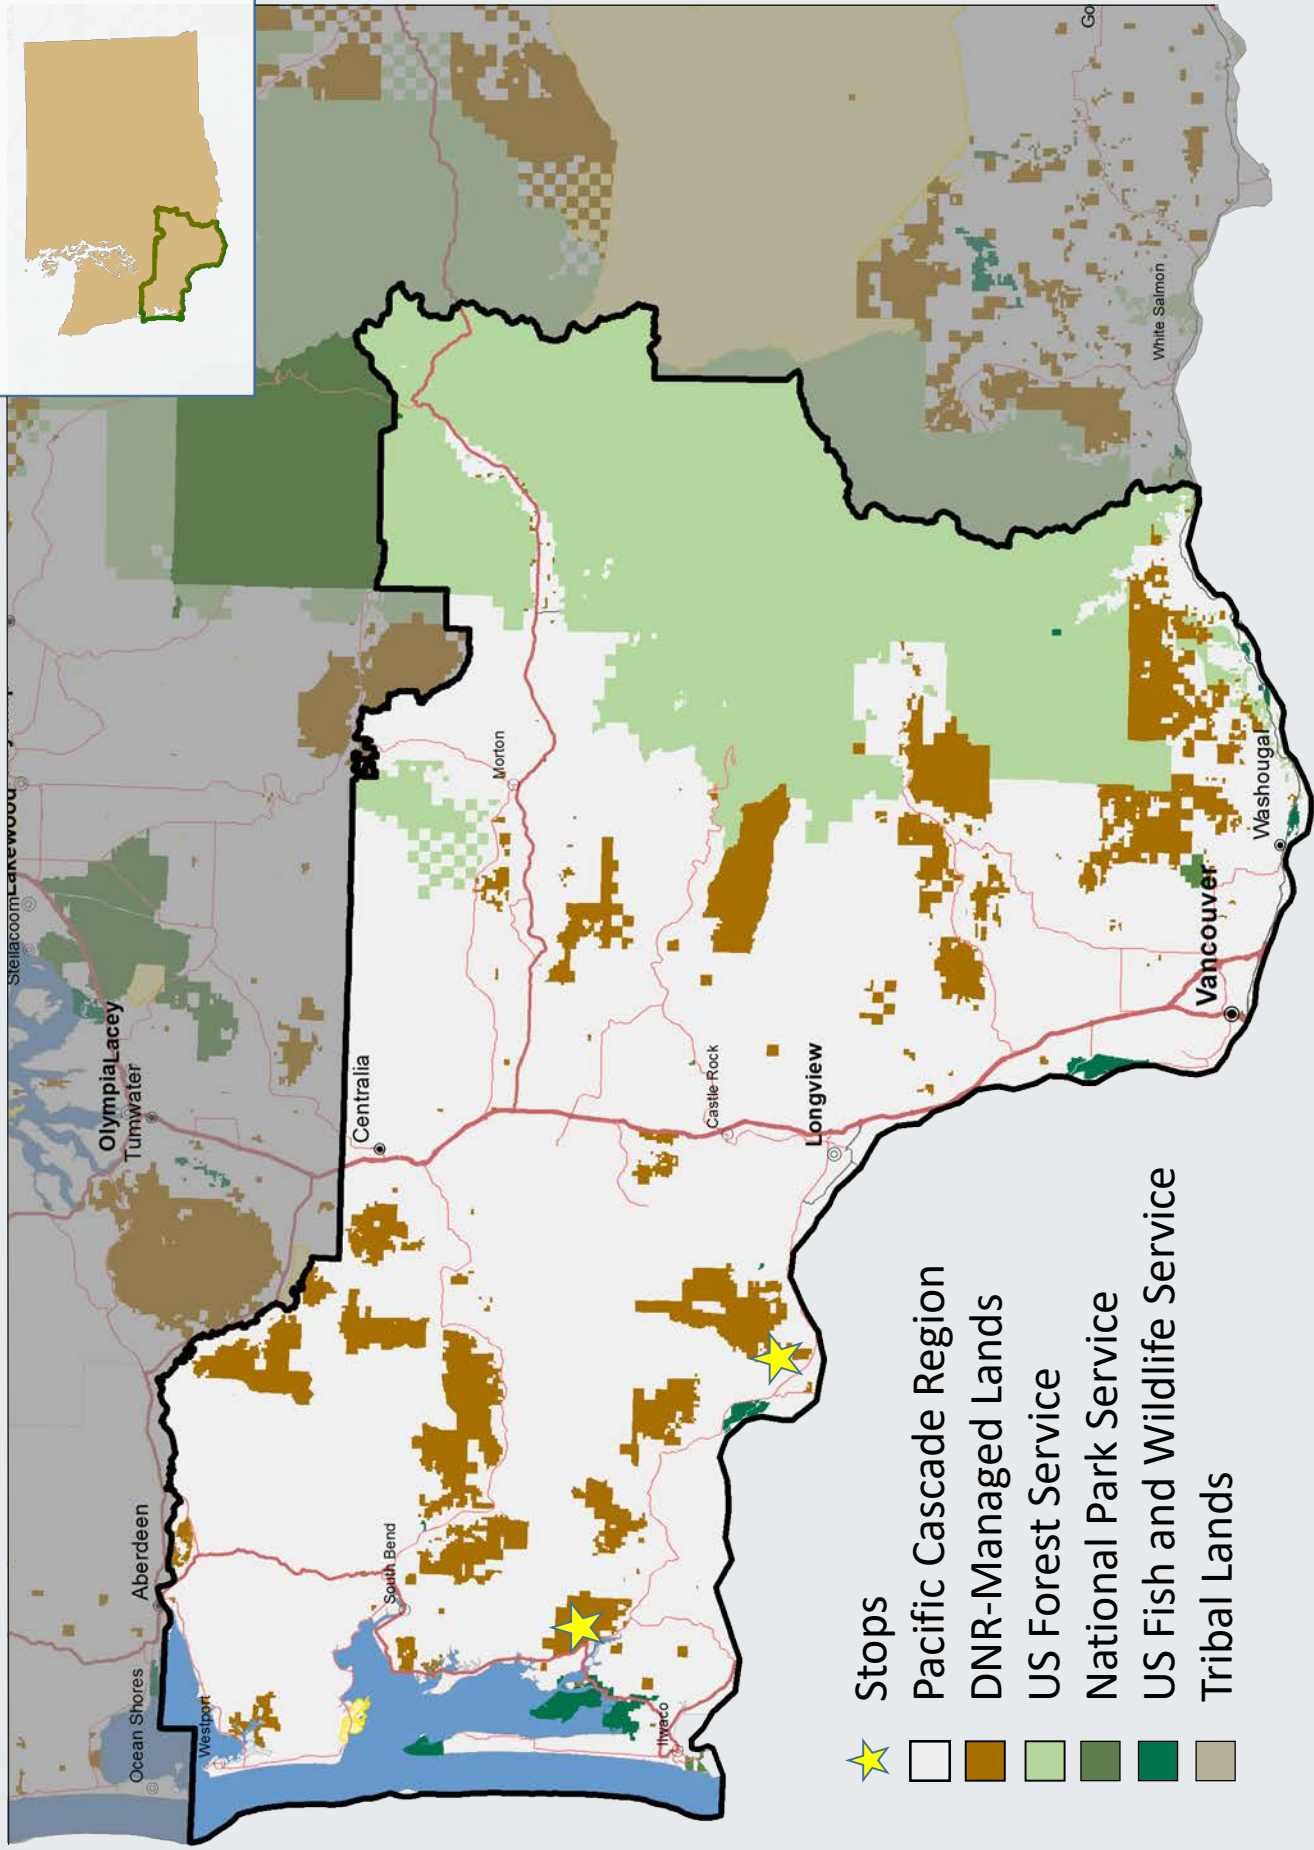 Ocean Shores
Aberdeen
Westport
South Bend
Ilwaco
Olympia
Lacey
Tumwater
Steilacoom
Lakewood
Centralia
Morton
Castle Rock
Longview
Vancouver
Washougal
White Salmon
Go
Stops
Pacific Cascade Region
DNR-Managed Lands
US Forest Service
National Park Service
US Fish and Wildlife Service
Tribal Lands